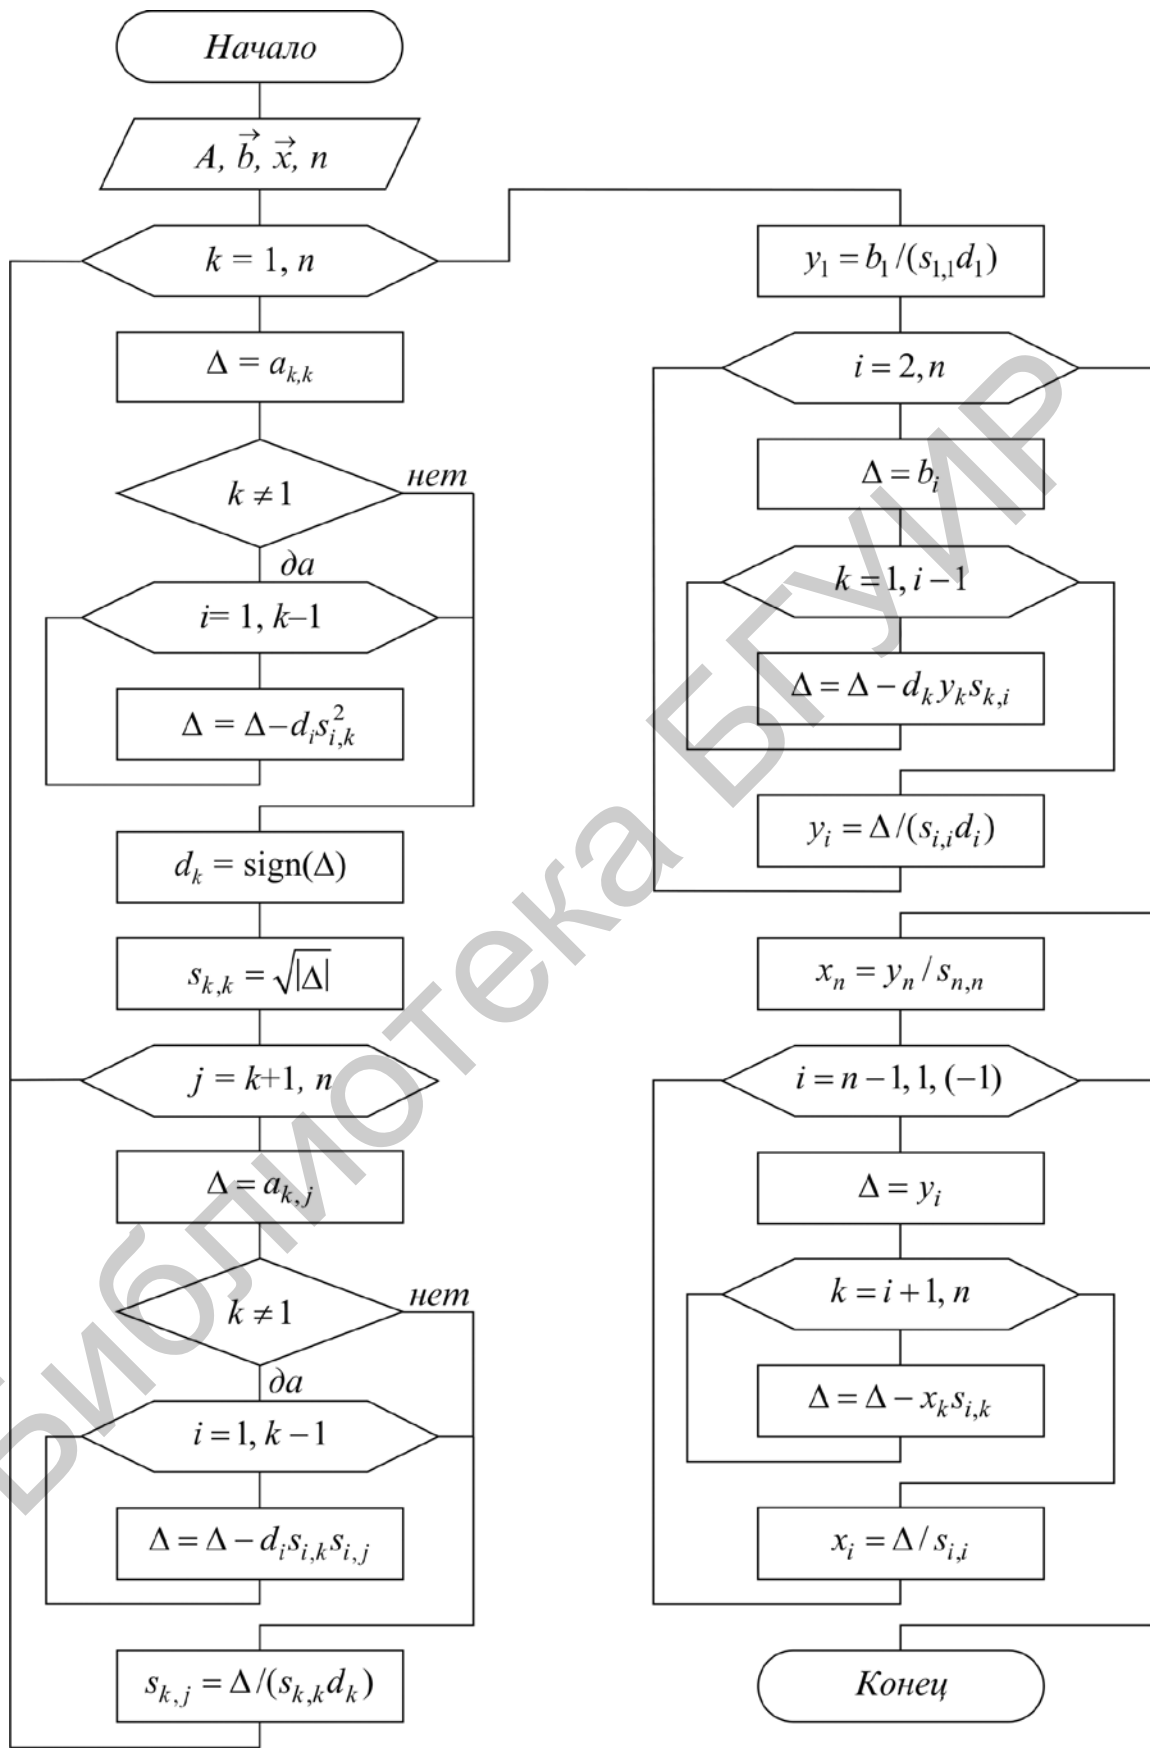 Начало
A, b⃗, x⃗, n
k = 1, n
Δ = a_{k,k}
k ≠ 1
нет
да
i= 1, k–1
Δ = Δ–d_i s_{i,k}^2
d_k = sign(Δ)
s_{k,k} = √|Δ|
j = k+1, n
Δ = a_{k,j}
k ≠ 1
нет
да
i = 1, k – 1
Δ = Δ – d_i s_{i,k} s_{i,j}
s_{k,j} = Δ/(s_{k,k} d_k)
y_1 = b_1/(s_{1,1} d_1)
i = 2, n
Δ = b_i
k = 1, i – 1
Δ = Δ – d_k y_k s_{k,i}
y_i = Δ/(s_{i,i} d_i)
x_n = y_n / s_{n,n}
i = n – 1, 1, (–1)
Δ = y_i
k = i + 1, n
Δ = Δ – x_k s_{i,k}
x_i = Δ / s_{i,i}
Конец
Библиотека БГУИР